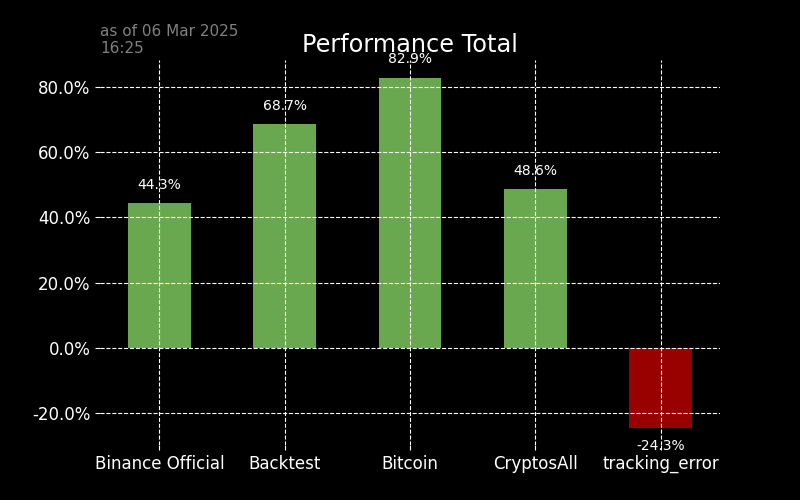 as of 06 Mar 2025
16:25
Performance Total
82.9%
80.0%
68.7%
60.0%
48.6%
44.3%
40.0%
20.0%
0.0%
-20.0%
-24.3%
Binance Official
Backtest
Bitcoin
CryptosAll
tracking_error